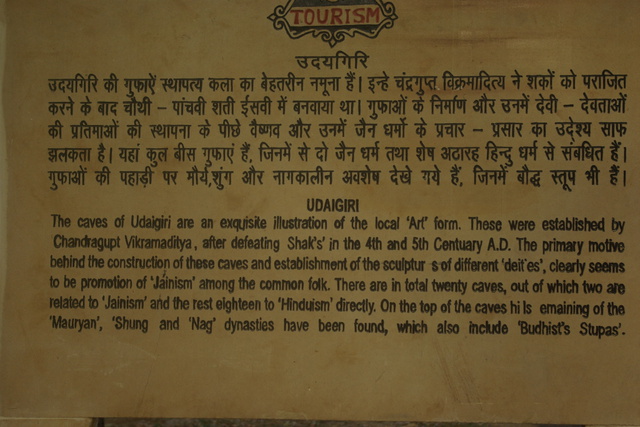 TOURISM
उदयगिरि
उदयगिरि की गुफाऐं स्थापत्य कला का बेहतरीन नमूना हैं। इन्हे चंद्रगुप्त विक्रमादित्य ने शकों को पराजित
करने के बाद चौथी – पांचवी शती ईसवी में बनवाया था। गुफाओं के निर्माण और उनमें देवी – देवताओं
की प्रतिमाओं की स्थापना के पीछे वैष्णव और उनमें जैन धर्मो के प्रचार – प्रसार का उदे्श्य साफ
झलकता है। यहां कुल बीस गुफाएं हैं, जिनमें से दो जैन धर्म तथा शेष अठारह हिन्दु धर्म से संबंधित हैं।
गुफाओं की पहाड़ी पर मौर्य,शुंग और नागकालीन अवशेष देखे गये हैं, जिनमें बौद्ध स्तूप भी हैं।
UDAIGIRI
The caves of Udaigiri are an exquisite illustration of the local 'Art' form. These were established by
Chandragupt Vikramaditya, after defeating Shak's' in the 4th and 5th Centuary A.D. The primary motive
behind the construction of these caves and establishment of the sculptur s of different 'deit'es', clearly seems
to be promotion of 'Jainism' among the common folk. There are in total twenty caves, out of which two are
related to 'Jainism' and the rest eighteen to 'Hinduism' directly. On the top of the caves hi ls emaining of the
'Mauryan', 'Shung and 'Nag' dynasties have been found, which also include 'Budhist's Stupas'.